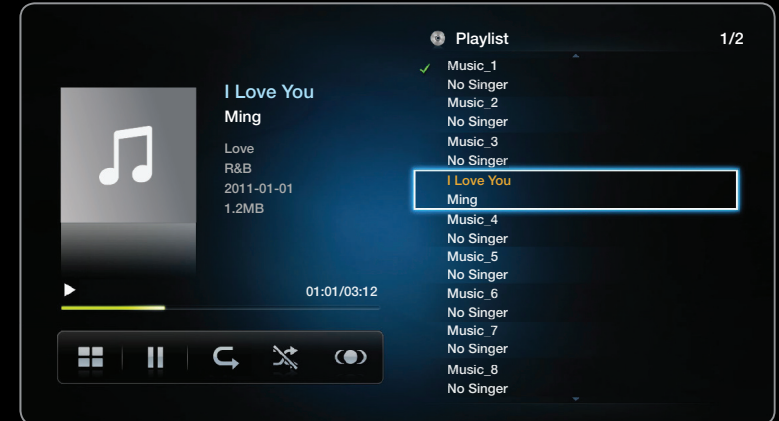 I Love You
Ming
Love
R&B
2011-01-01
1.2MB
01:01/03:12
Playlist 1/2
Music_1
No Singer
Music_2
No Singer
Music_3
No Singer
I Love You
Ming
Music_4
No Singer
Music_5
No Singer
Music_6
No Singer
Music_7
No Singer
Music_8
No Singer